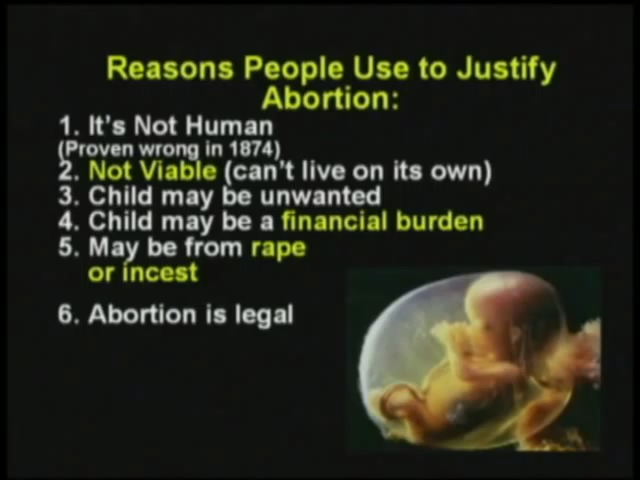 Reasons People Use to Justify
Abortion:
1. It's Not Human
(Proven wrong in 1874)
2. Not Viable (can't live on its own)
3. Child may be unwanted
4. Child may be a financial burden
5. May be from rape
or incest
6. Abortion is legal